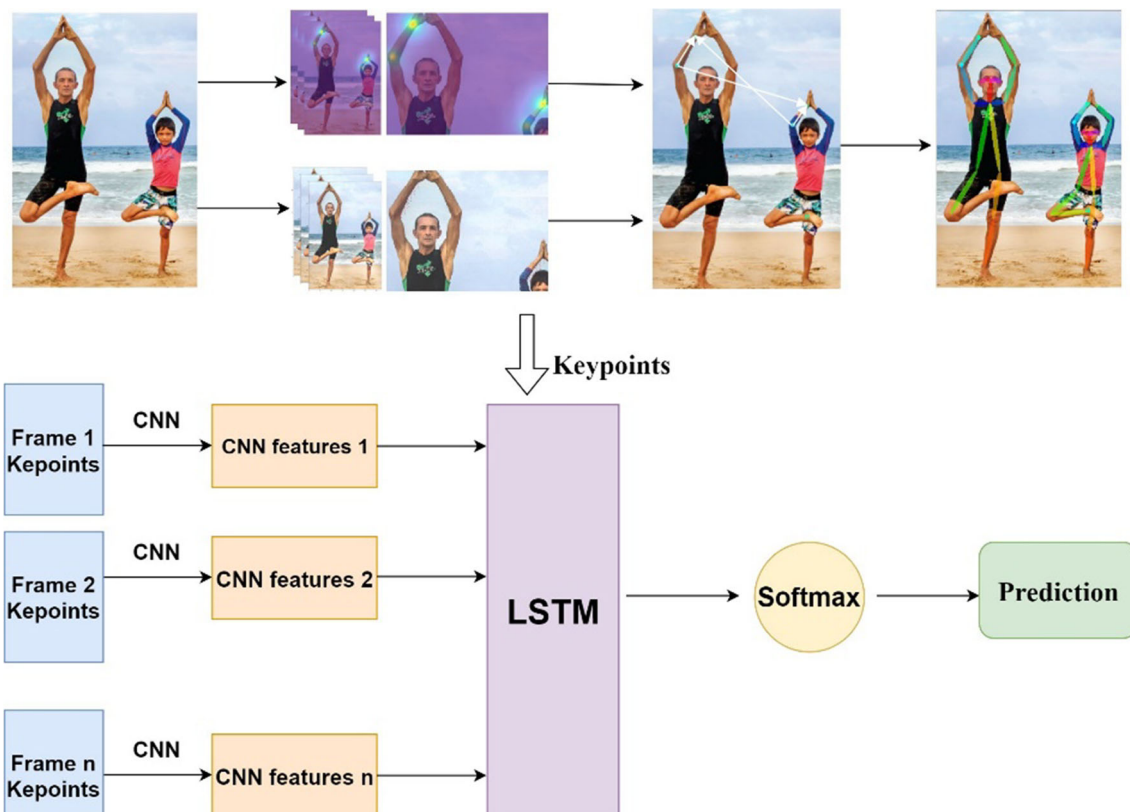 Keypoints
Frame 1
Kepoints
CNN
CNN features 1
Frame 2
Kepoints
CNN
CNN features 2
LSTM
Softmax
Prediction
Frame n
Kepoints
CNN
CNN features n